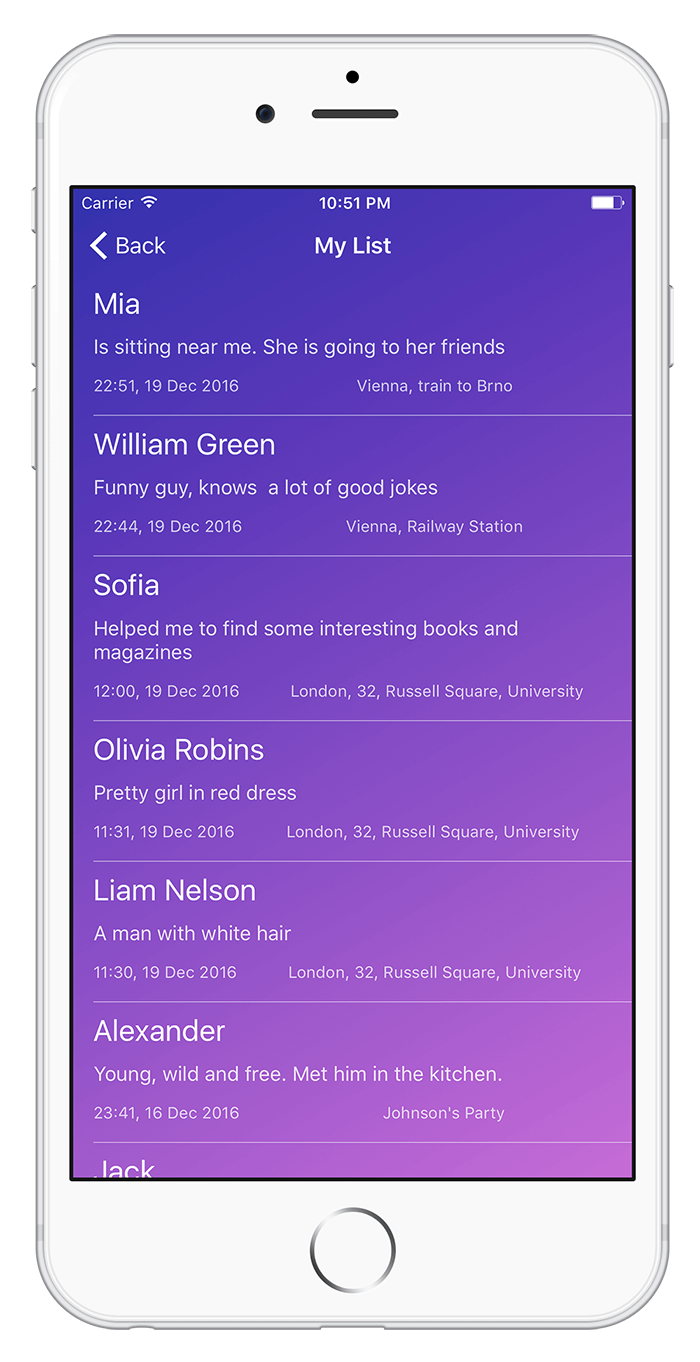 Carrier 10:51 PM
Back My List
Mia
Is sitting near me. She is going to her friends
22:51, 19 Dec 2016 Vienna, train to Brno
William Green
Funny guy, knows  a lot of good jokes
22:44, 19 Dec 2016 Vienna, Railway Station
Sofia
Helped me to find some interesting books and
magazines
12:00, 19 Dec 2016 London, 32, Russell Square, University
Olivia Robins
Pretty girl in red dress
11:31, 19 Dec 2016 London, 32, Russell Square, University
Liam Nelson
A man with white hair
11:30, 19 Dec 2016 London, 32, Russell Square, University
Alexander
Young, wild and free. Met him in the kitchen.
23:41, 16 Dec 2016 Johnson's Party
Jack